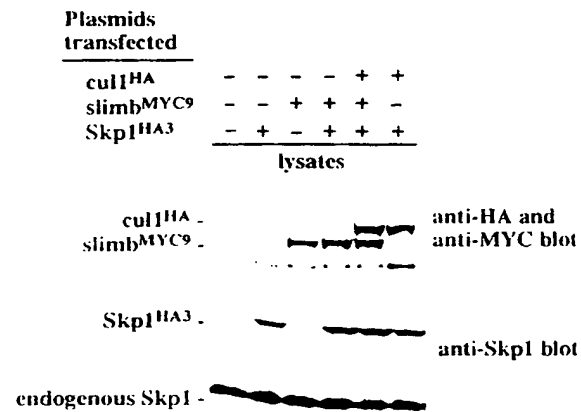 Plasmids
transfected
cul1HA - - - - + +
slimbMYC9 - - + + + -
Skp1HA3 - + - + + +
lysates
cul1HA -
anti-HA and
slimbMYC9 -
anti-MYC blot
Skp1HA3 -
anti-Skp1 blot
endogenous Skp1 -